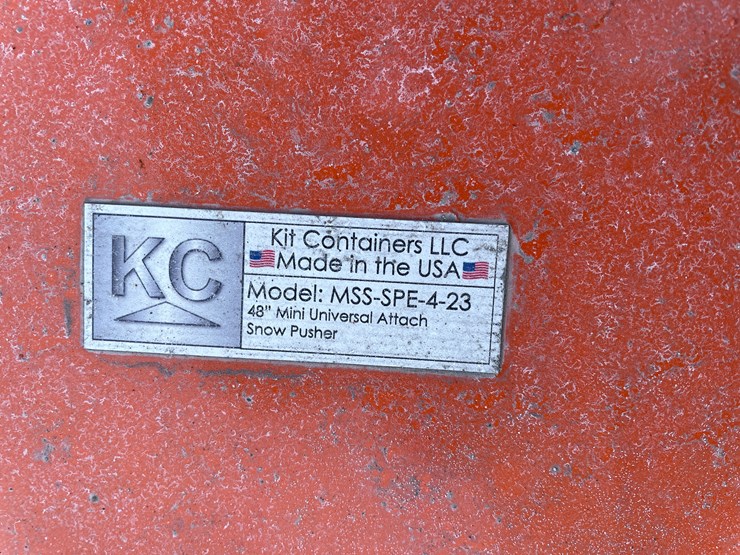 KC
Kit Containers LLC
Made in the USA
Model: MSS-SPE-4-23
48" Mini Universal Attach
Snow Pusher